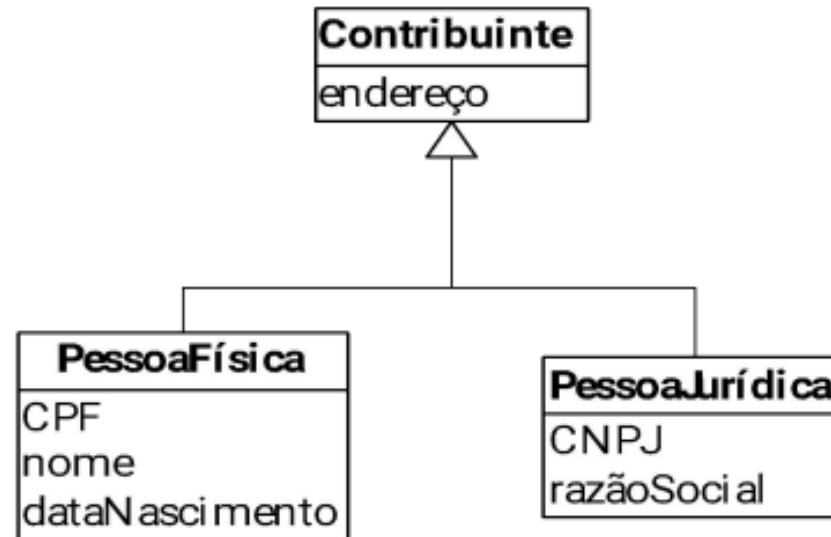 Contribuinte
endereço
PessoaFísica
CPF
nome
dataNascimento
PessoaJurídica
CNPJ
razãoSocial